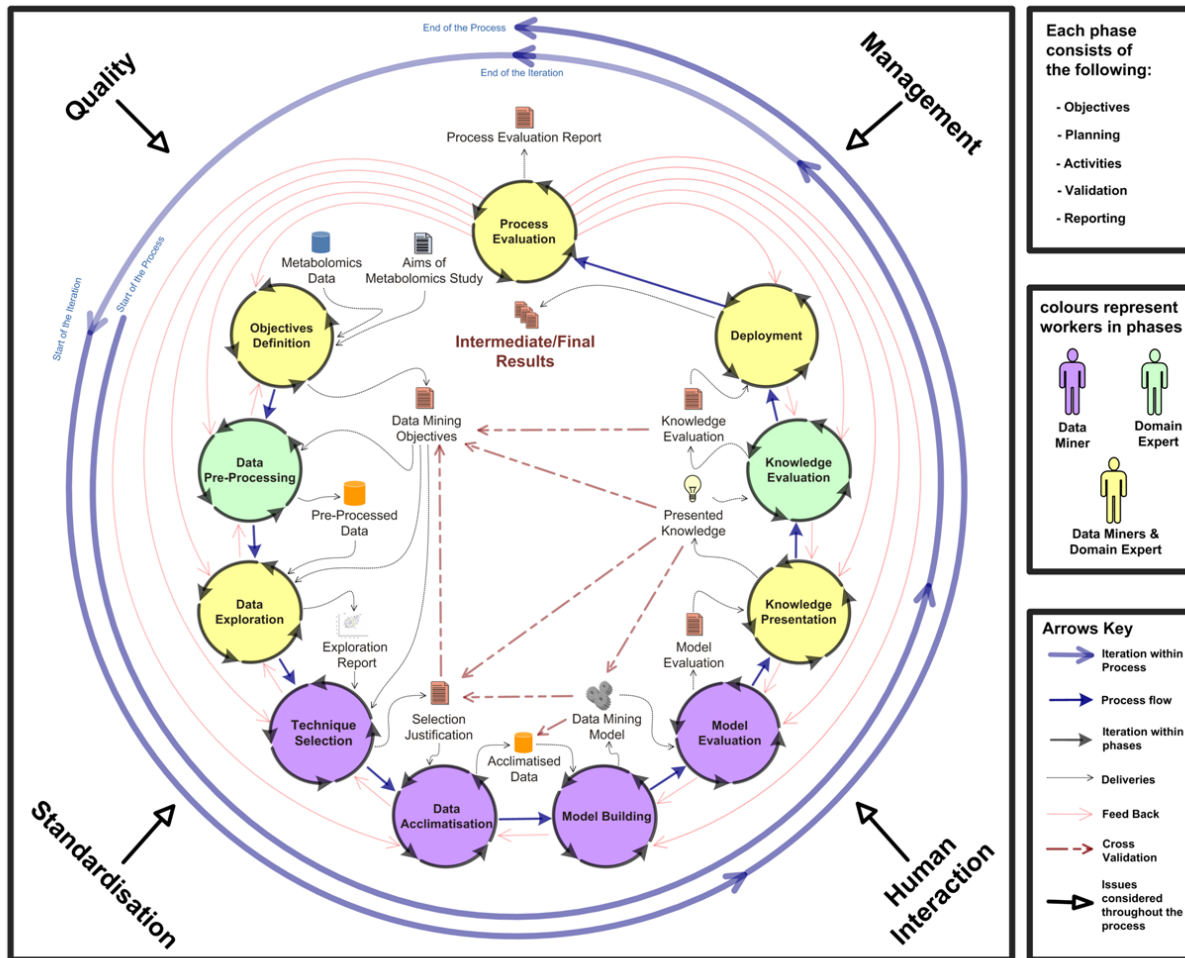 End of the Process
End of the Iteration
Quality
Management
Process Evaluation Report
Process
Evaluation
Start of the Process
Start of the Iteration
Metabolomics
Data
Aims of
Metabolomics Study
Objectives
Definition
Intermediate/Final
Results
Deployment
Data Mining
Objectives
Knowledge
Evaluation
Data
Pre-Processing
Knowledge
Evaluation
Pre-Processed
Data
Presented
Knowledge
Data
Exploration
Knowledge
Presentation
Exploration
Report
Model
Evaluation
Technique
Selection
Selection
Justification
Data Mining
Model
Model
Evaluation
Acclimatised
Data
Data
Acclimatisation
Model Building
Standardisation
Human
Interaction
Each phase
consists of
the following:
- Objectives
- Planning
- Activities
- Validation
- Reporting
colours represent
workers in phases
Data
Miner
Domain
Expert
Data Miners &
Domain Expert
Arrows Key
Iteration within
Process
Process flow
Iteration within
phases
Deliveries
Feed Back
Cross
Validation
Issues
considered
throughout the
process